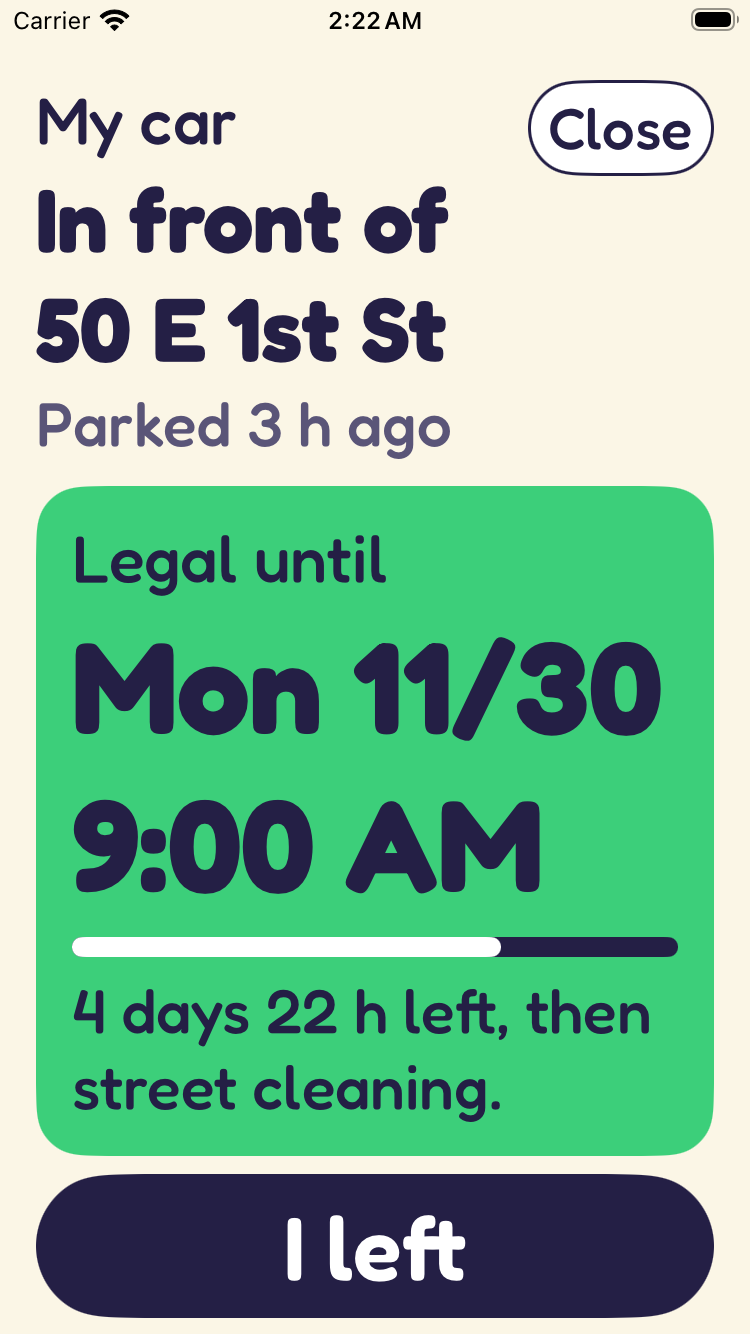 Carrier 2:22 AM
My car
Close
In front of
50 E 1st St
Parked 3 h ago
Legal until
Mon 11/30
9:00 AM
4 days 22 h left, then
street cleaning.
I left